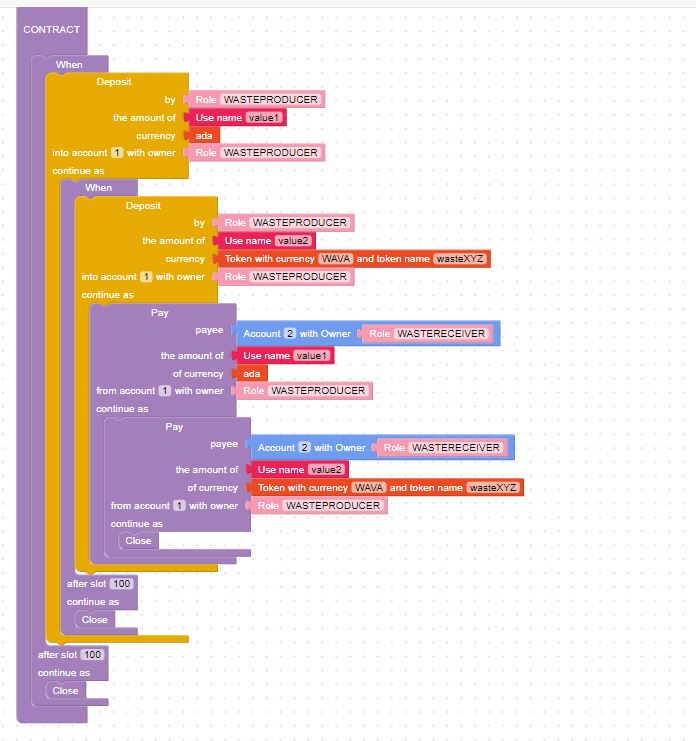 CONTRACT
When
Deposit
by Role WASTEPRODUCER
the amount of Use name value1
currency ada
into account 1 with owner Role WASTEPRODUCER
continue as
When
Deposit
by Role WASTEPRODUCER
the amount of Use name value2
currency Token with currency WAVA and token name wasteXYZ
into account 1 with owner Role WASTEPRODUCER
continue as
Pay
payee Account 2 with Owner Role WASTERECEIVER
the amount of Use name value1
of currency ada
from account 1 with owner Role WASTEPRODUCER
continue as
Pay
payee Account 2 with Owner Role WASTERECEIVER
the amount of Use name value2
of currency Token with currency WAVA and token name wasteXYZ
from account 1 with owner Role WASTEPRODUCER
continue as
Close
after slot 100
continue as
Close
after slot 100
continue as
Close